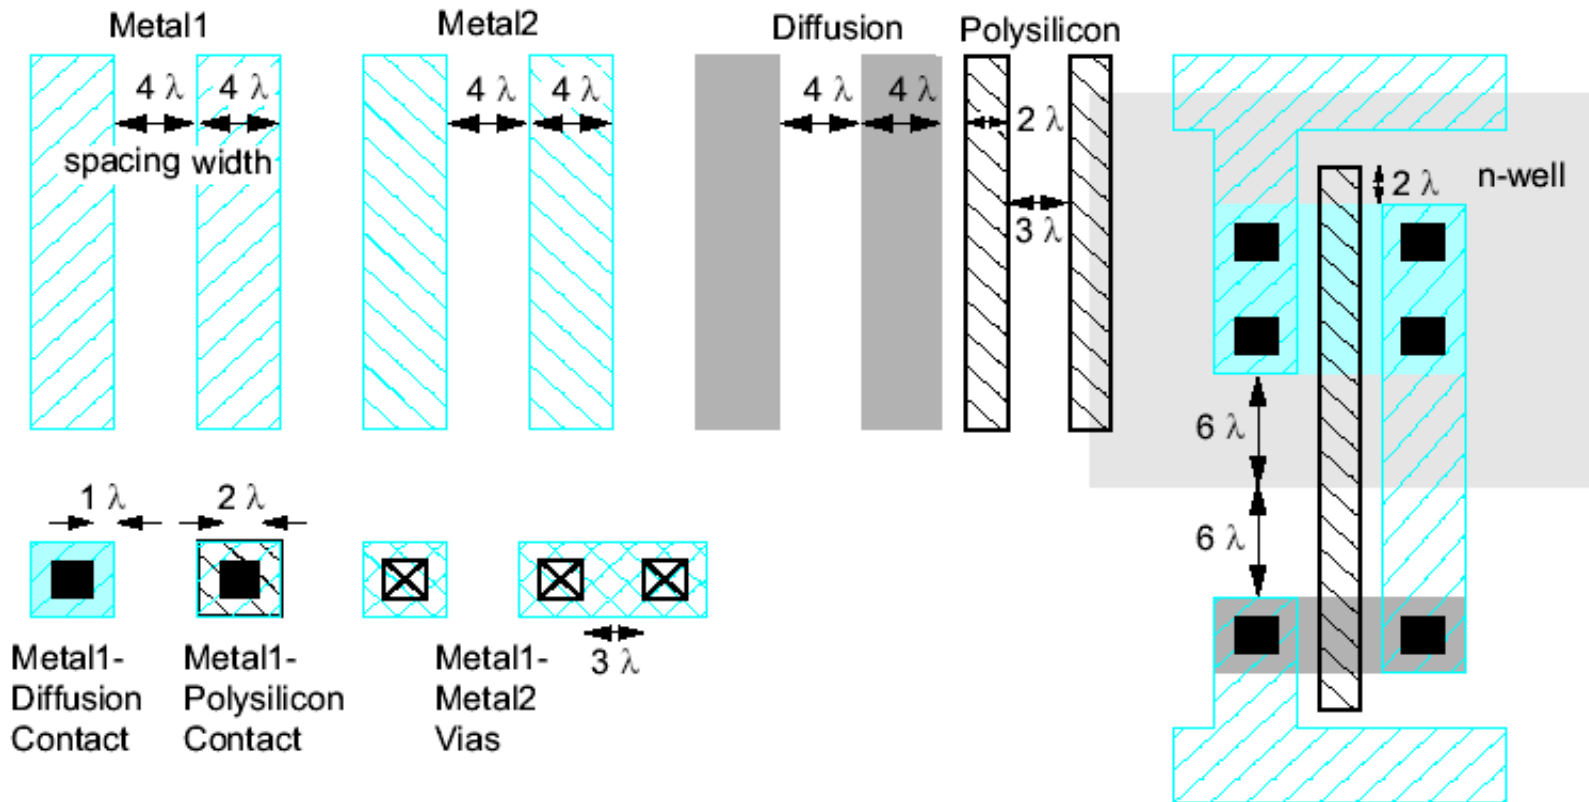 Metal1
Metal2
Diffusion
Polysilicon
4 λ
4 λ
4 λ
4 λ
4 λ
4 λ
2 λ
spacing width
2 λ
n-well
3 λ
6 λ
1 λ
2 λ
6 λ
3 λ
Metal1-
Diffusion
Contact
Metal1-
Polysilicon
Contact
Metal1-
Metal2
Vias